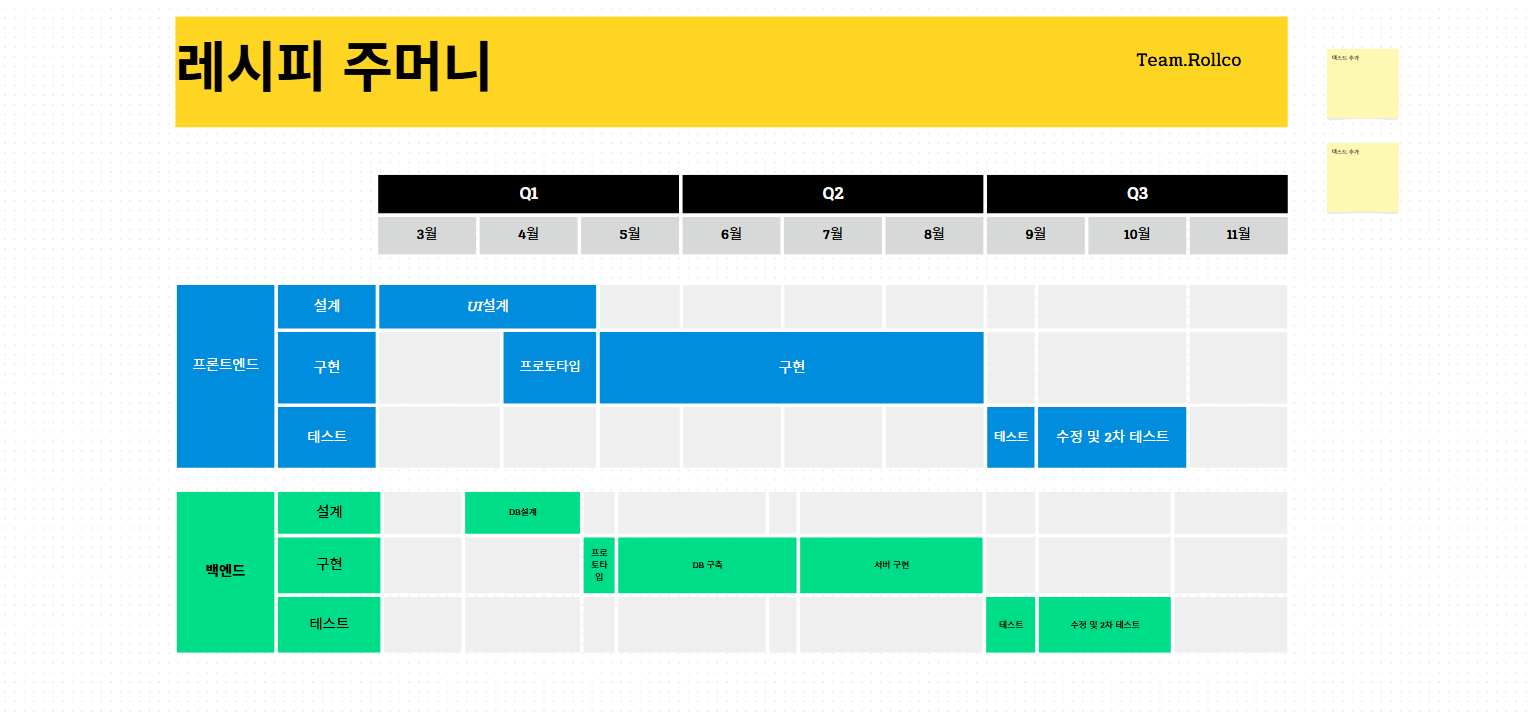 레시피 주머니
Team.Rollco
텍스트 추가
텍스트 추가
Q1 Q2 Q3
3월 4월 5월 6월 7월 8월 9월 10월 11월
프론트엔드
설계 UI설계
구현 프로토타입 구현
테스트 테스트 수정 및 2차 테스트
백엔드
설계 DB설계
구현
프로
토타
입
DB 구축 서버 구현
테스트 테스트 수정 및 2차 테스트